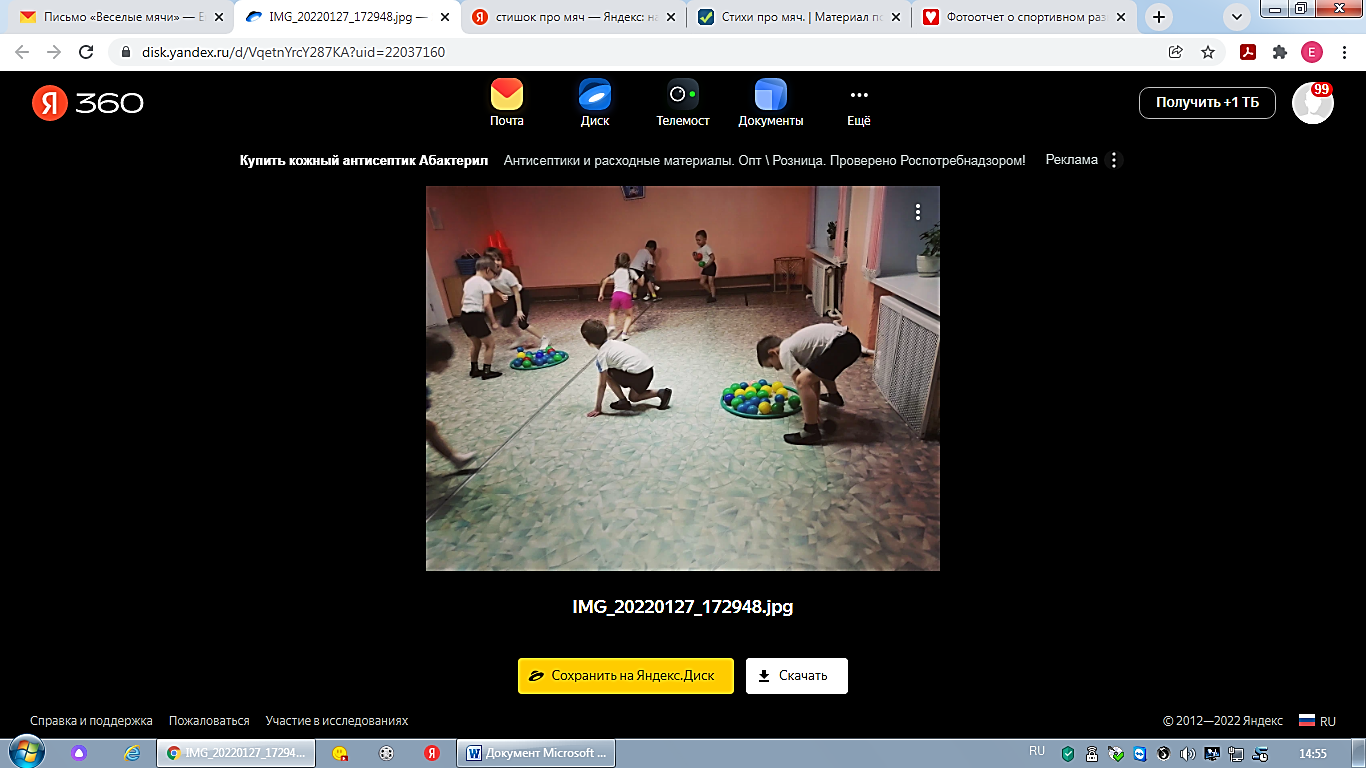 Письмо «Веселые мячи» — Е
IMG_20220127_172948.jpg —
стишок про мяч — Яндекс: на
Стихи про мяч. | Материал по
Фотоотчет о спортивном раз
disk.yandex.ru/d/VqetnYrcY287KA?uid=22037160
E
Я 360
Почта
Диск
Телемост
Документы
Ещё
Получить +1 ТБ
99
Купить кожный антисептик Абактерил Антисептики и расходные материалы. Опт \ Розница. Проверено Роспотребнадзором! Реклама
IMG_20220127_172948.jpg
Сохранить на Яндекс.Диск
Скачать
Справка и поддержка Пожаловаться Участие в исследованиях
© 2012—2022 Яндекс RU
IMG_20220127_17294...
Документ Microsoft ...
RU
14:55